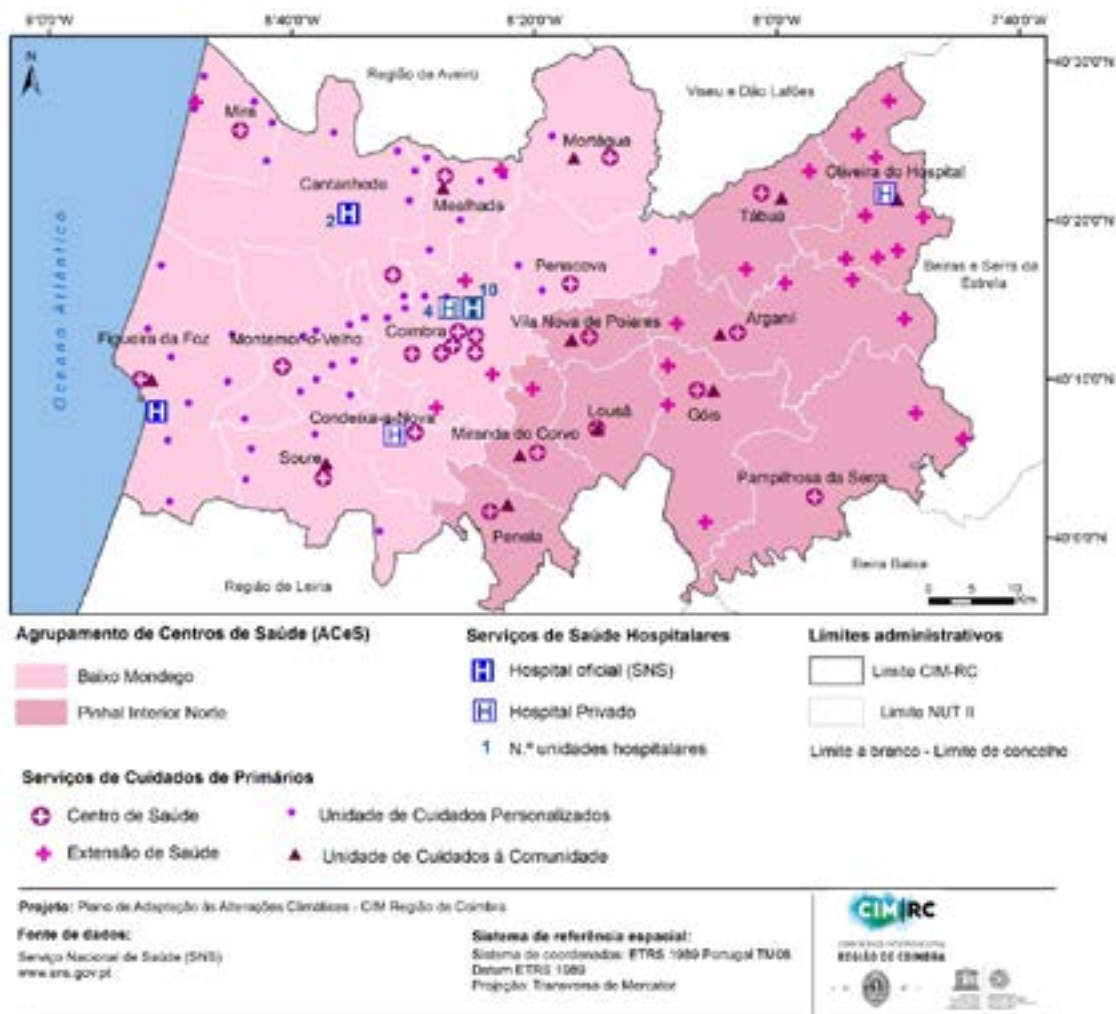 8°40'0"W
8°20'0"W
8°0'0"W
7°40'0"W
N
Região de Aveiro
Viseu e Dão Lafões
40°30'0"N
Mira
Mortágua
Cantanhede
Oliveira do Hospital
Mealhada
Tábua
2
40°20'0"N
Oceano Atlântico
Penacova
Beiras e Serra da Estrela
10
4
Vila Nova de Poiares
Arganil
Coimbra
Figueira da Foz
Montemor-o-Velho
40°10'0"N
Lousã
Góis
Condeixa-a-Nova
Miranda do Corvo
Soure
Pampilhosa da Serra
Penela
40°0'0"N
Região de Leiria
Beira Baixa
0 5 10
Km
Agrupamento de Centros de Saúde (ACeS)
Baixo Mondego
Pinhal Interior Norte
Serviços de Saúde Hospitalares
Hospital oficial (SNS)
Hospital Privado
1 N.º unidades hospitalares
Limites administrativos
Limite CIM-RC
Limite NUT II
Limite a branco - Limite de concelho
Serviços de Cuidados de Primários
Centro de Saúde
Unidade de Cuidados Personalizados
Extensão de Saúde
Unidade de Cuidados à Comunidade
Projeto: Plano de Adaptação às Alterações Climáticas - CIM Região de Coimbra
Fonte de dados:
Serviço Nacional de Saúde (SNS)
www.sns.gov.pt
Sistema de referência espacial:
Sistema de coordenadas: ETRS 1989 Portugal TM06
Datum ETRS 1989
Projeção: Transverse de Mercator
CIM|RC
COMUNIDADE INTERMUNICIPAL
REGIÃO DE COIMBRA